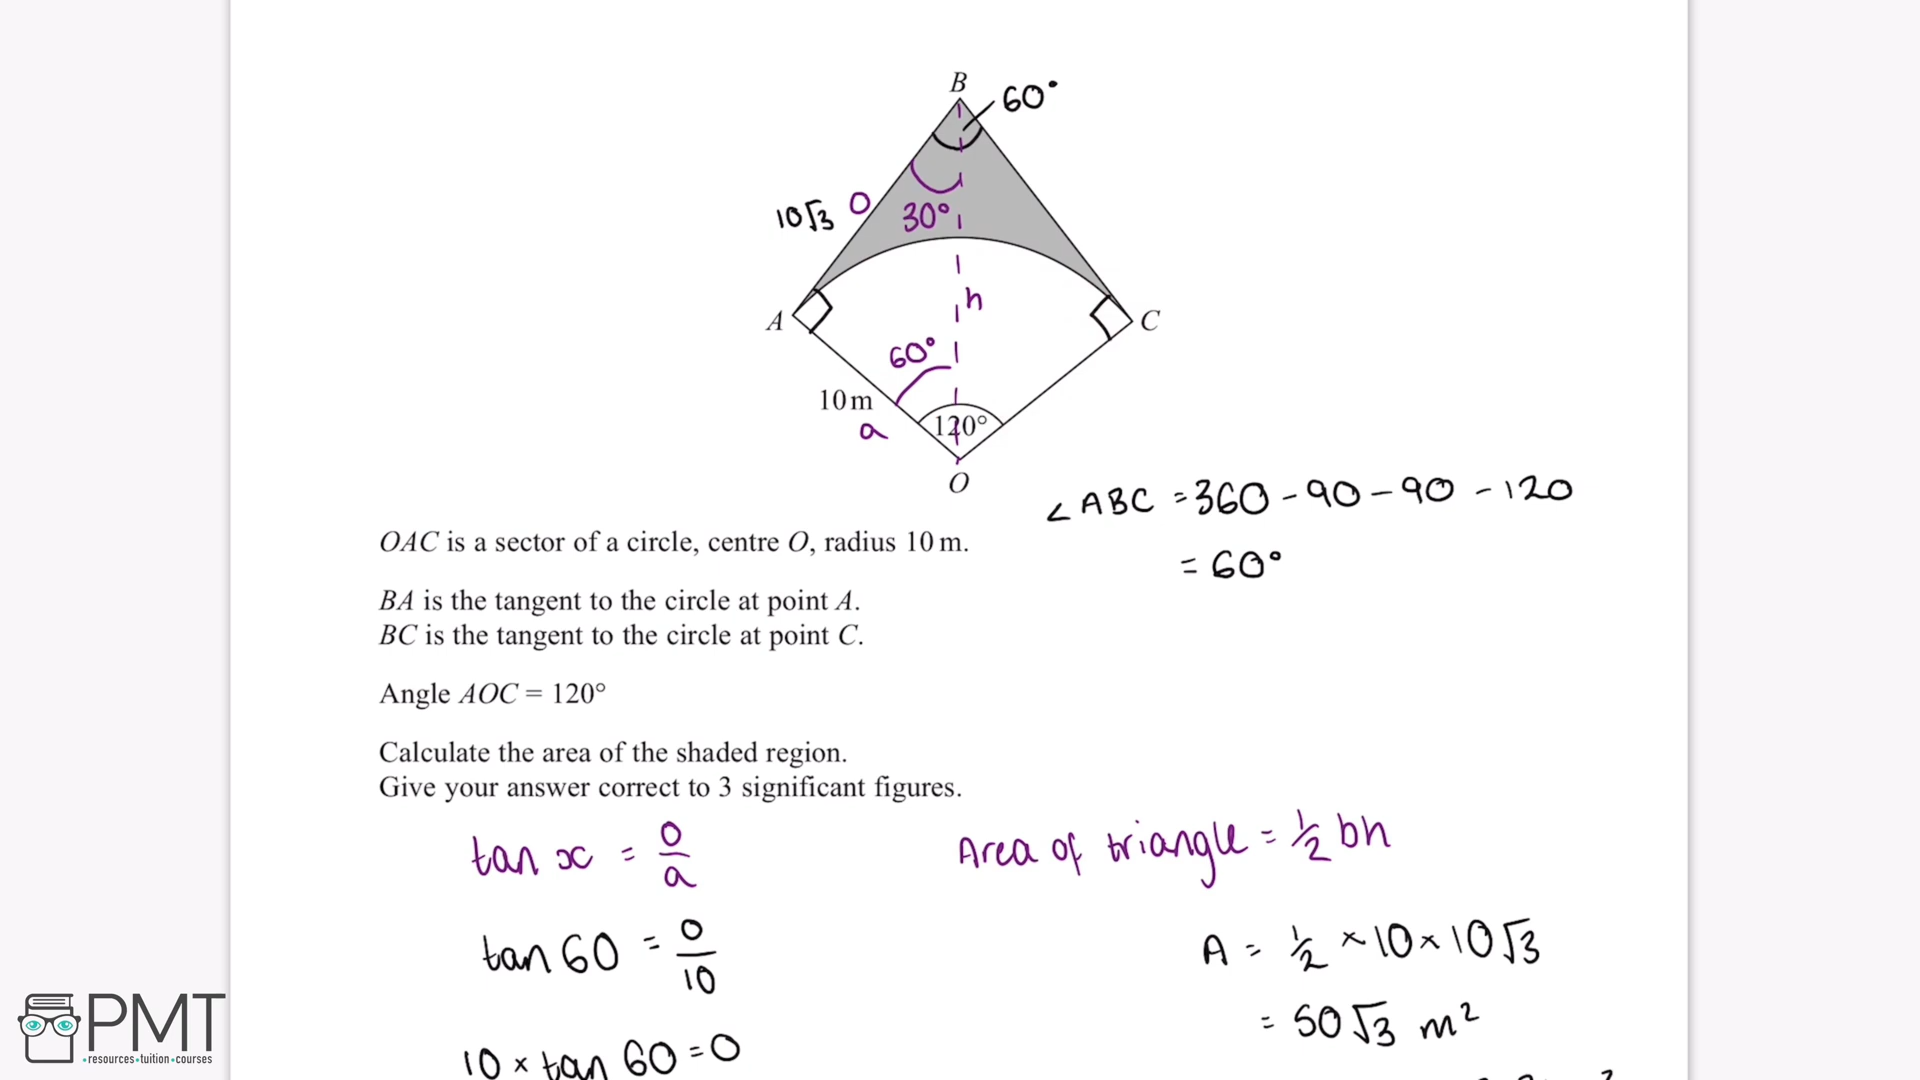 B
60°
10√3 O
30°
h
A
C
60°
10 m
a
120°
O
∠ABC = 360 - 90 - 90 - 120
= 60°
OAC is a sector of a circle, centre O, radius 10 m.
BA is the tangent to the circle at point A.
BC is the tangent to the circle at point C.
Angle AOC = 120°
Calculate the area of the shaded region.
Give your answer correct to 3 significant figures.
tan x = o/a
Area of triangle = ½ bh
tan 60 = o/10
A = ½ × 10 × 10√3
= 50√3 m²
10 × tan 60 = O
PMT
•resources•tuition•courses